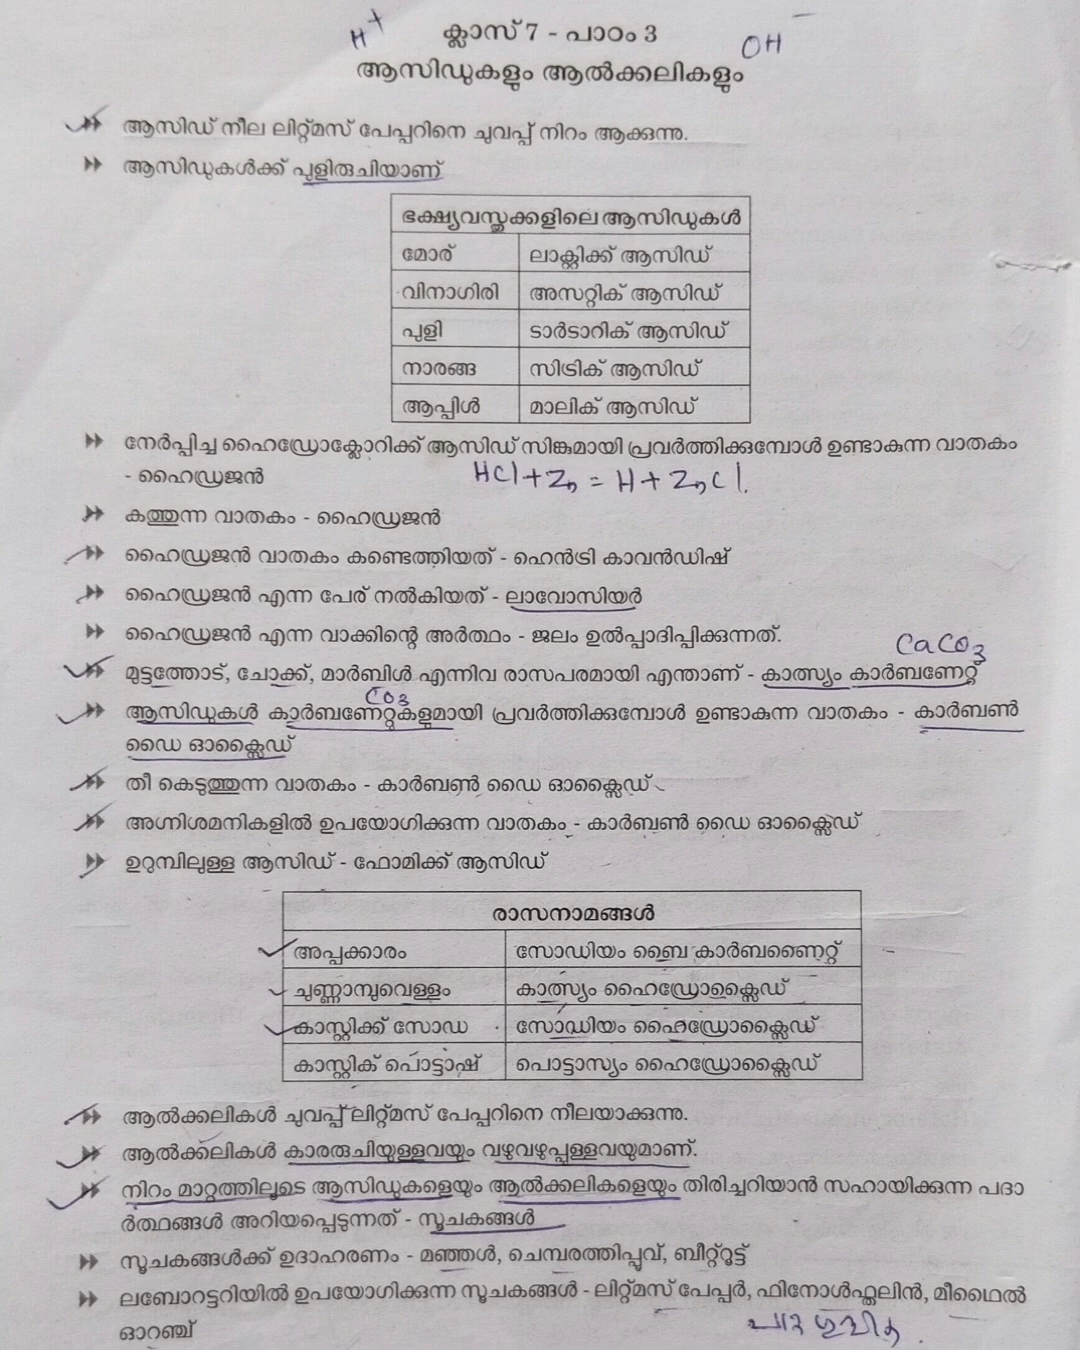 H+
ക്ലാസ് 7 - പാഠം 3
OH-
ആസിഡുകളും ആൽക്കലികളും
ആസിഡ് നീല ലിറ്റ്മസ് പേപ്പറിനെ ചുവപ്പ് നിറം ആക്കുന്നു.
ആസിഡുകൾക്ക് പുളിരുചിയാണ്
ഭക്ഷ്യവസ്തുക്കളിലെ ആസിഡുകൾ
മോര് ലാക്ടിക്ക് ആസിഡ്
വിനാഗിരി അസറ്റിക് ആസിഡ്
പുളി ടാർടാറിക് ആസിഡ്
നാരങ്ങ സിട്രിക് ആസിഡ്
ആപ്പിൾ മാലിക് ആസിഡ്
നേർപ്പിച്ച ഹൈഡ്രോക്ലോറിക്ക് ആസിഡ് സിങ്കുമായി പ്രവർത്തിക്കുമ്പോൾ ഉണ്ടാകുന്ന വാതകം
- ഹൈഡ്രജൻ
HCl + Zn = H + ZnCl.
കത്തുന്ന വാതകം - ഹൈഡ്രജൻ
ഹൈഡ്രജൻ വാതകം കണ്ടെത്തിയത് - ഹെൻട്രി കാവൻഡിഷ്
ഹൈഡ്രജൻ എന്ന പേര് നൽകിയത് - ലാവോസിയർ
ഹൈഡ്രജൻ എന്ന വാക്കിന്റെ അർത്ഥം - ജലം ഉൽപ്പാദിപ്പിക്കുന്നത്.
CaCO3
മുട്ടത്തോട്, ചോക്ക്, മാർബിൾ എന്നിവ രാസപരമായി എന്താണ് - കാത്സ്യം കാർബണേറ്റ്
CO3
ആസിഡുകൾ കാർബണേറ്റുകളുമായി പ്രവർത്തിക്കുമ്പോൾ ഉണ്ടാകുന്ന വാതകം - കാർബൺ
ഡൈ ഓക്സൈഡ്
തീ കെടുത്തുന്ന വാതകം - കാർബൺ ഡൈ ഓക്സൈഡ്
അഗ്നിശമനികളിൽ ഉപയോഗിക്കുന്ന വാതകം - കാർബൺ ഡൈ ഓക്സൈഡ്
ഉറുമ്പിലുള്ള ആസിഡ് - ഫോമിക്ക് ആസിഡ്
രാസനാമങ്ങൾ
അപ്പക്കാരം സോഡിയം ബൈ കാർബണൈറ്റ്
ചുണ്ണാമ്പുവെള്ളം കാത്സ്യം ഹൈഡ്രോക്സൈഡ്
കാസ്റ്റിക്ക് സോഡ സോഡിയം ഹൈഡ്രോക്സൈഡ്
കാസ്റ്റിക് പൊട്ടാഷ് പൊട്ടാസ്യം ഹൈഡ്രോക്സൈഡ്
ആൽക്കലികൾ ചുവപ്പ് ലിറ്റ്മസ് പേപ്പറിനെ നീലയാക്കുന്നു.
ആൽക്കലികൾ കാരരുചിയുള്ളവയും വഴുവഴുപ്പുള്ളവയുമാണ്.
നിറം മാറ്റത്തിലൂടെ ആസിഡുകളെയും ആൽക്കലികളെയും തിരിച്ചറിയാൻ സഹായിക്കുന്ന പദാ
ർത്ഥങ്ങൾ അറിയപ്പെടുന്നത് - സൂചകങ്ങൾ
സൂചകങ്ങൾക്ക് ഉദാഹരണം - മഞ്ഞൾ, ചെമ്പരത്തിപ്പൂവ്, ബീറ്റ്റൂട്ട്
ലബോറട്ടറിയിൽ ഉപയോഗിക്കുന്ന സൂചകങ്ങൾ - ലിറ്റ്മസ് പേപ്പർ, ഫിനോൾഫ്തലിൻ, മീഥൈൽ
ഓറഞ്ച്